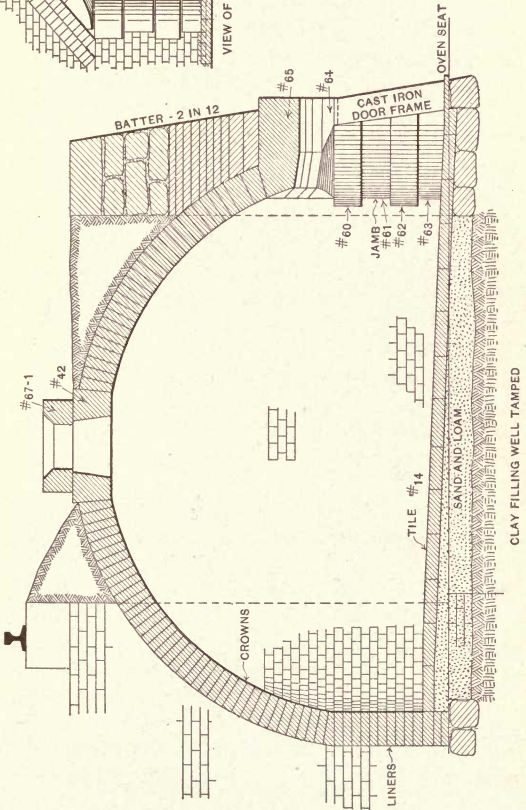 VIEW OF
BATTER - 2 IN 12
#65
#64
OVEN SEAT
CAST IRON
DOOR FRAME
#60
JAMB
#61
#62
#63
#67-1
#42
CROWNS
TILE #14
SAND AND LOAM
LINERS
CLAY FILLING WELL TAMPED